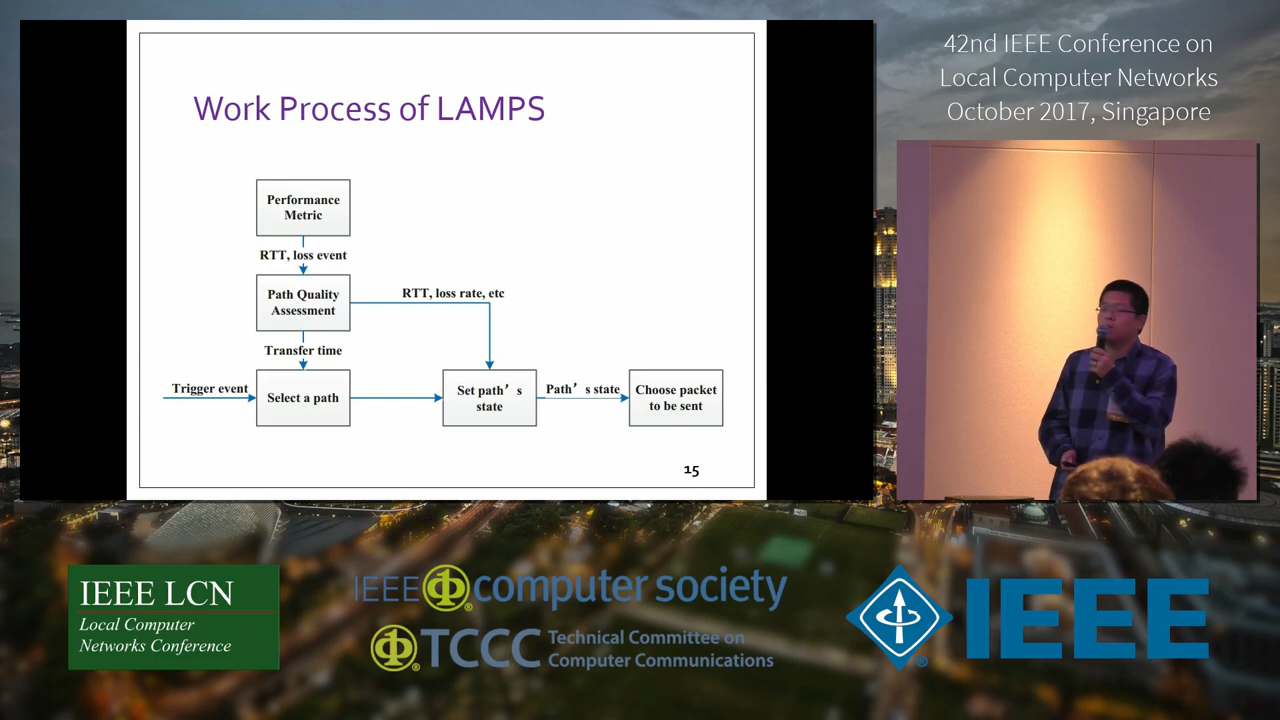 42nd IEEE Conference on
Local Computer Networks
October 2017, Singapore
Work Process of LAMPS
Performance
Metric
RTT, loss event
Path Quality
Assessment
RTT, loss rate, etc
Transfer time
Trigger event
Select a path
Set path’ s
state
Path’ s state
Choose packet
to be sent
15
IEEE LCN
Local Computer
Networks Conference
IEEE computer society
TCCC Technical Committee on
Computer Communications
IEEE